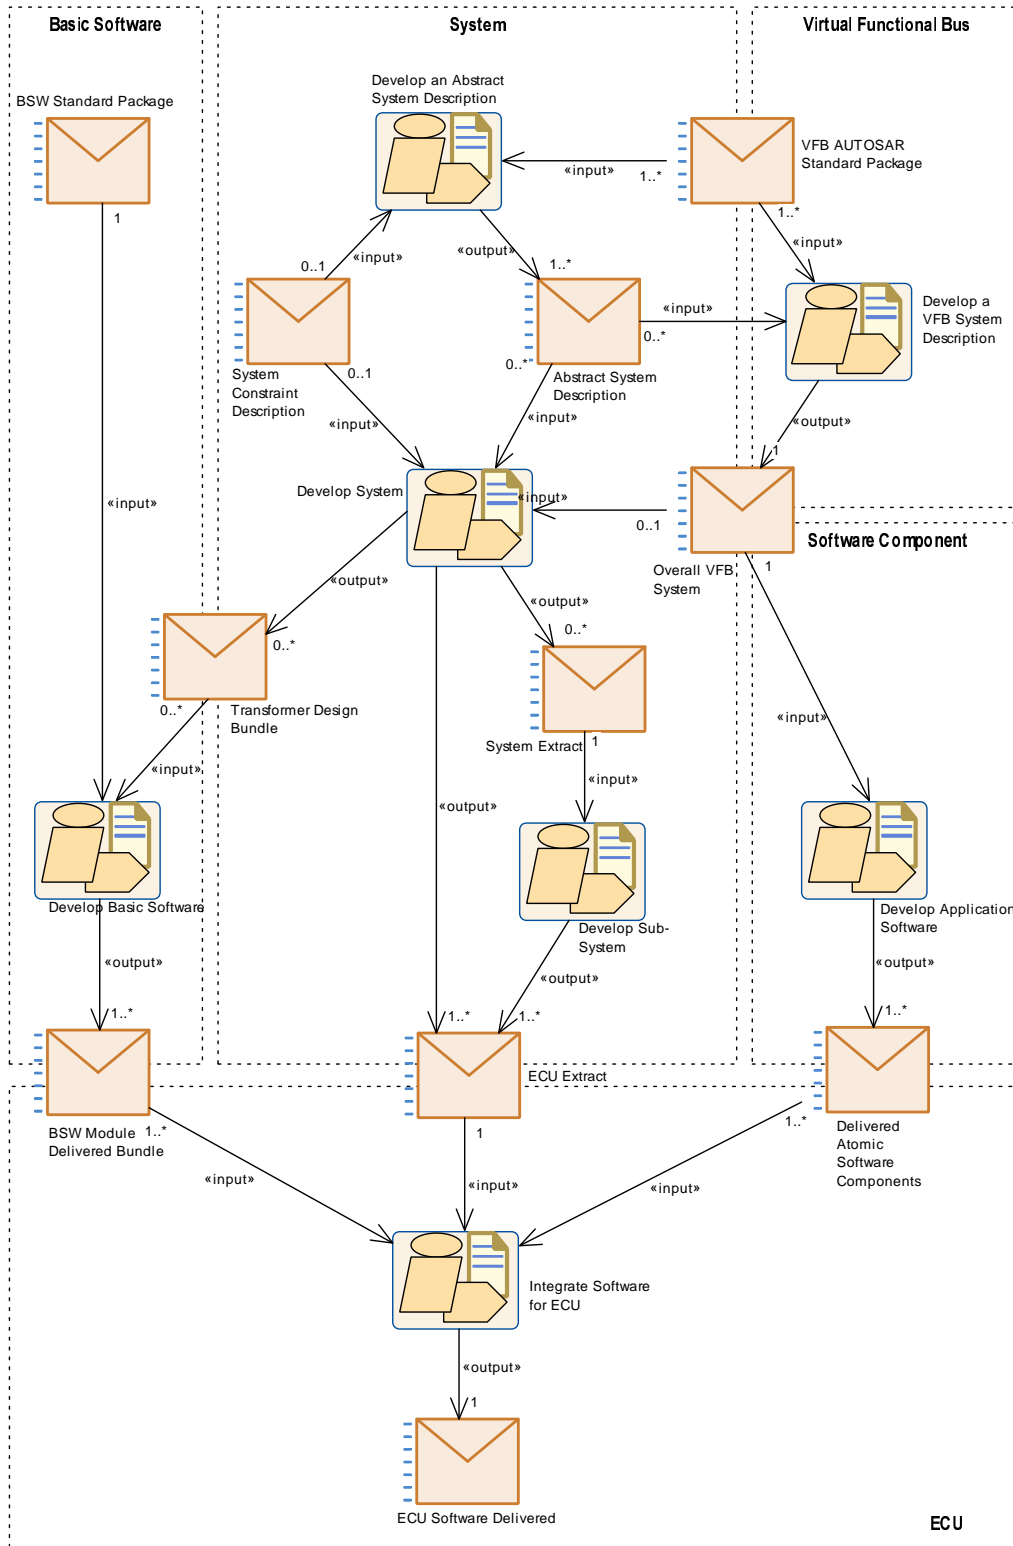 Basic Software
System
Virtual Functional Bus
Develop an Abstract
System Description
BSW Standard Package
VFB AUTOSAR
Standard Package
«input»
1..*
1
1..*
«input»
«output»
«input»
0..1
1..*
Develop a
VFB System
Description
«input»
0..*
0..1
0..*
System
Constraint
Description
Abstract System
Description
«input»
«input»
«output»
1
Develop System
«input»
«input»
0..1
Software Component
Overall VFB
System
1
«output»
«output»
0..*
0..*
0..*
Transformer Design
Bundle
«input»
System Extract
1
«input»
«input»
«output»
Develop Basic Software
Develop Sub-
System
Develop Application
Software
«output»
«output»
«output»
1..*
1..*
1..*
1..*
ECU Extract
BSW Module
Delivered Bundle
1..*
1
1..*
Delivered
Atomic
Software
Components
«input»
«input»
«input»
Integrate Software
for ECU
«output»
1
ECU Software Delivered
ECU